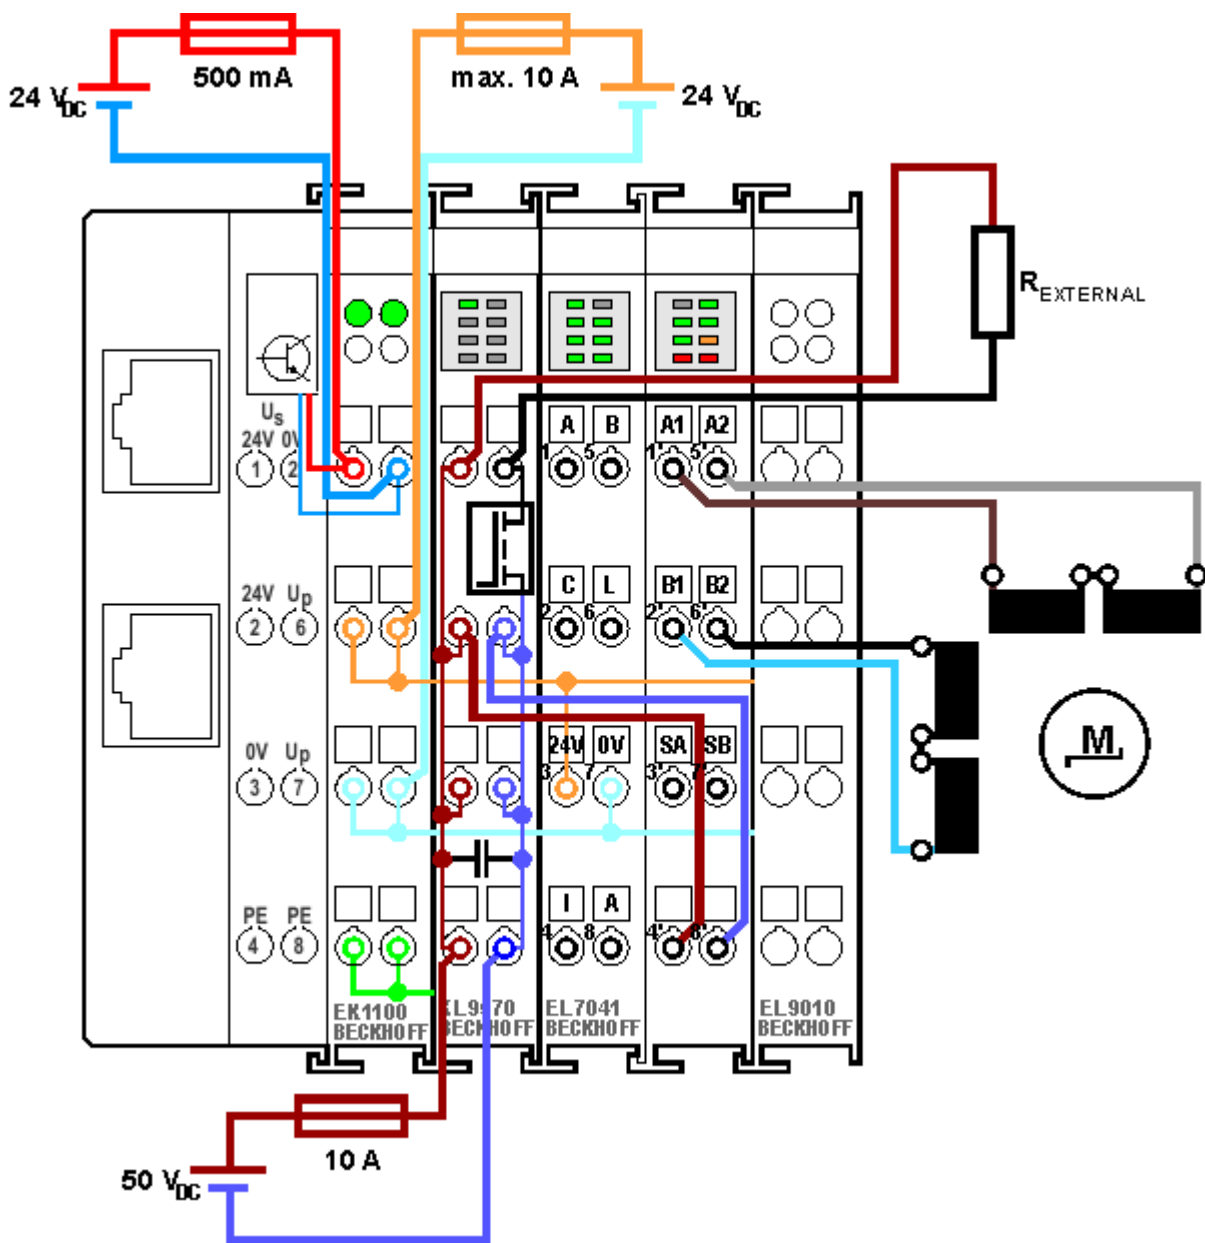 500 mA
max. 10 A
24 VDC
24 VDC
REXTERNAL
Us
24V 0V
1 2
A B
A1 A2
1 5
1' 5'
24V Up
2 6
C L
B1 B2
2 6
2' 6'
M
0V Up
3 7
24V 0V
SA SB
3 7
3' 7'
PE PE
4 8
I A
4 8
4' 8'
EK1100
BECKHOFF
BECKHOFF
EL7041
BECKHOFF
EL9010
BECKHOFF
10 A
50 VDC